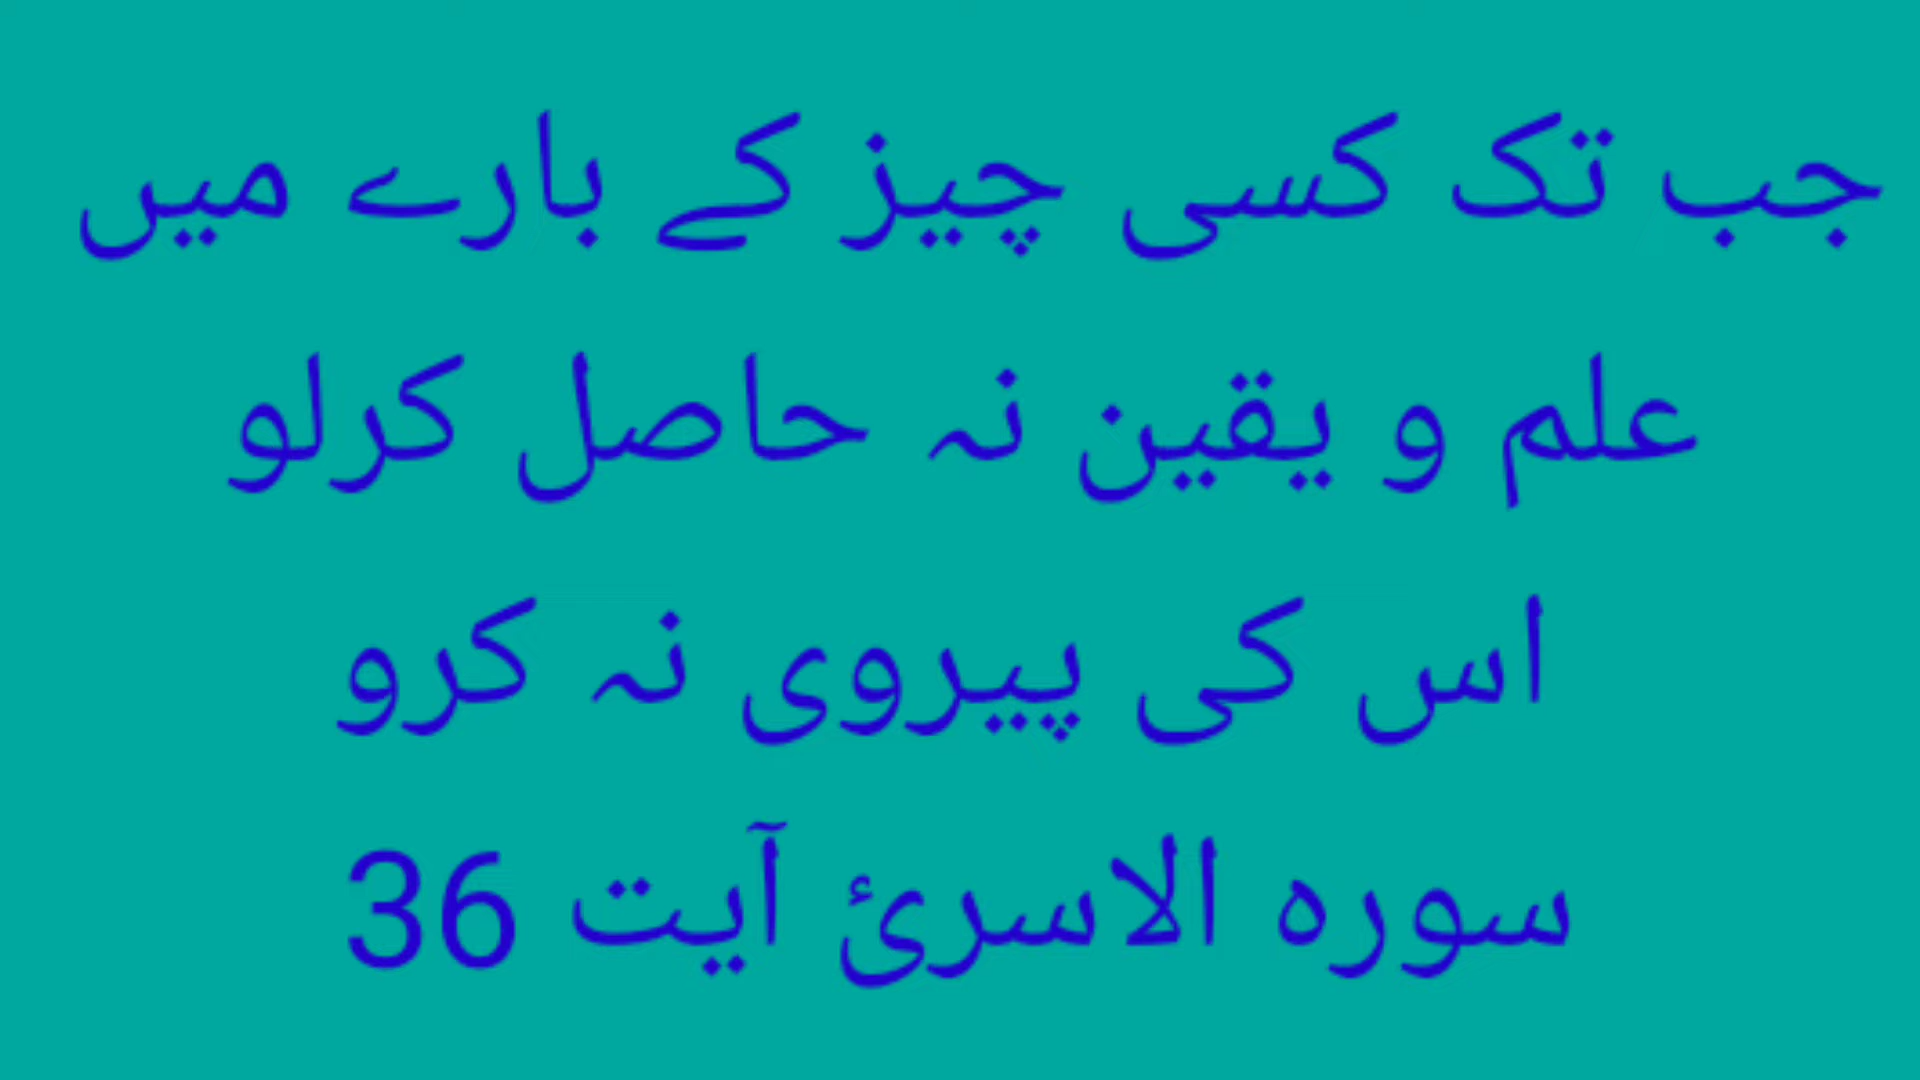 جب تک کسی چیز کے بارے میں
علم و یقین نہ حاصل کرلو
اس کی پیروی نہ کرو
سورہ الاسرئ آیت 36